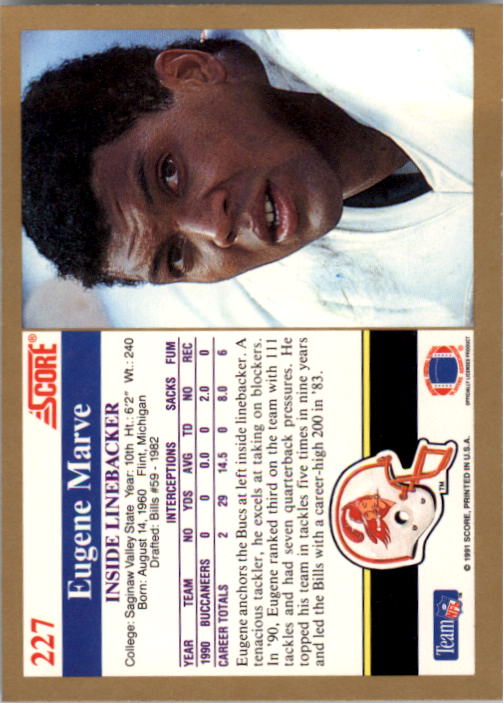 227
SCORE®
Eugene Marve
INSIDE LINEBACKER
College: Saginaw Valley State Year: 10th Ht.: 6'2" Wt.: 240
Born: August 14, 1960 Flint, Michigan
Drafted: Bills #59 - 1982
INTERCEPTIONS SACKS FUM
YEAR TEAM NO YDS AVG TD NO REC
1990 BUCCANEERS 0 0 0.0 0 2.0 0
CAREER TOTALS 2 29 14.5 0 8.0 6
Eugene anchors the Bucs at left inside linebacker. A
tenacious tackler, he excels at taking on blockers.
In '90, Eugene ranked third on the team with 111
tackles and had seven quarterback pressures. He
topped his team in tackles five times in nine years
and led the Bills with a career-high 200 in '83.
TM
Team NFL
© 1991 SCORE, PRINTED IN U.S.A.
OFFICIALLY LICENSED PRODUCT